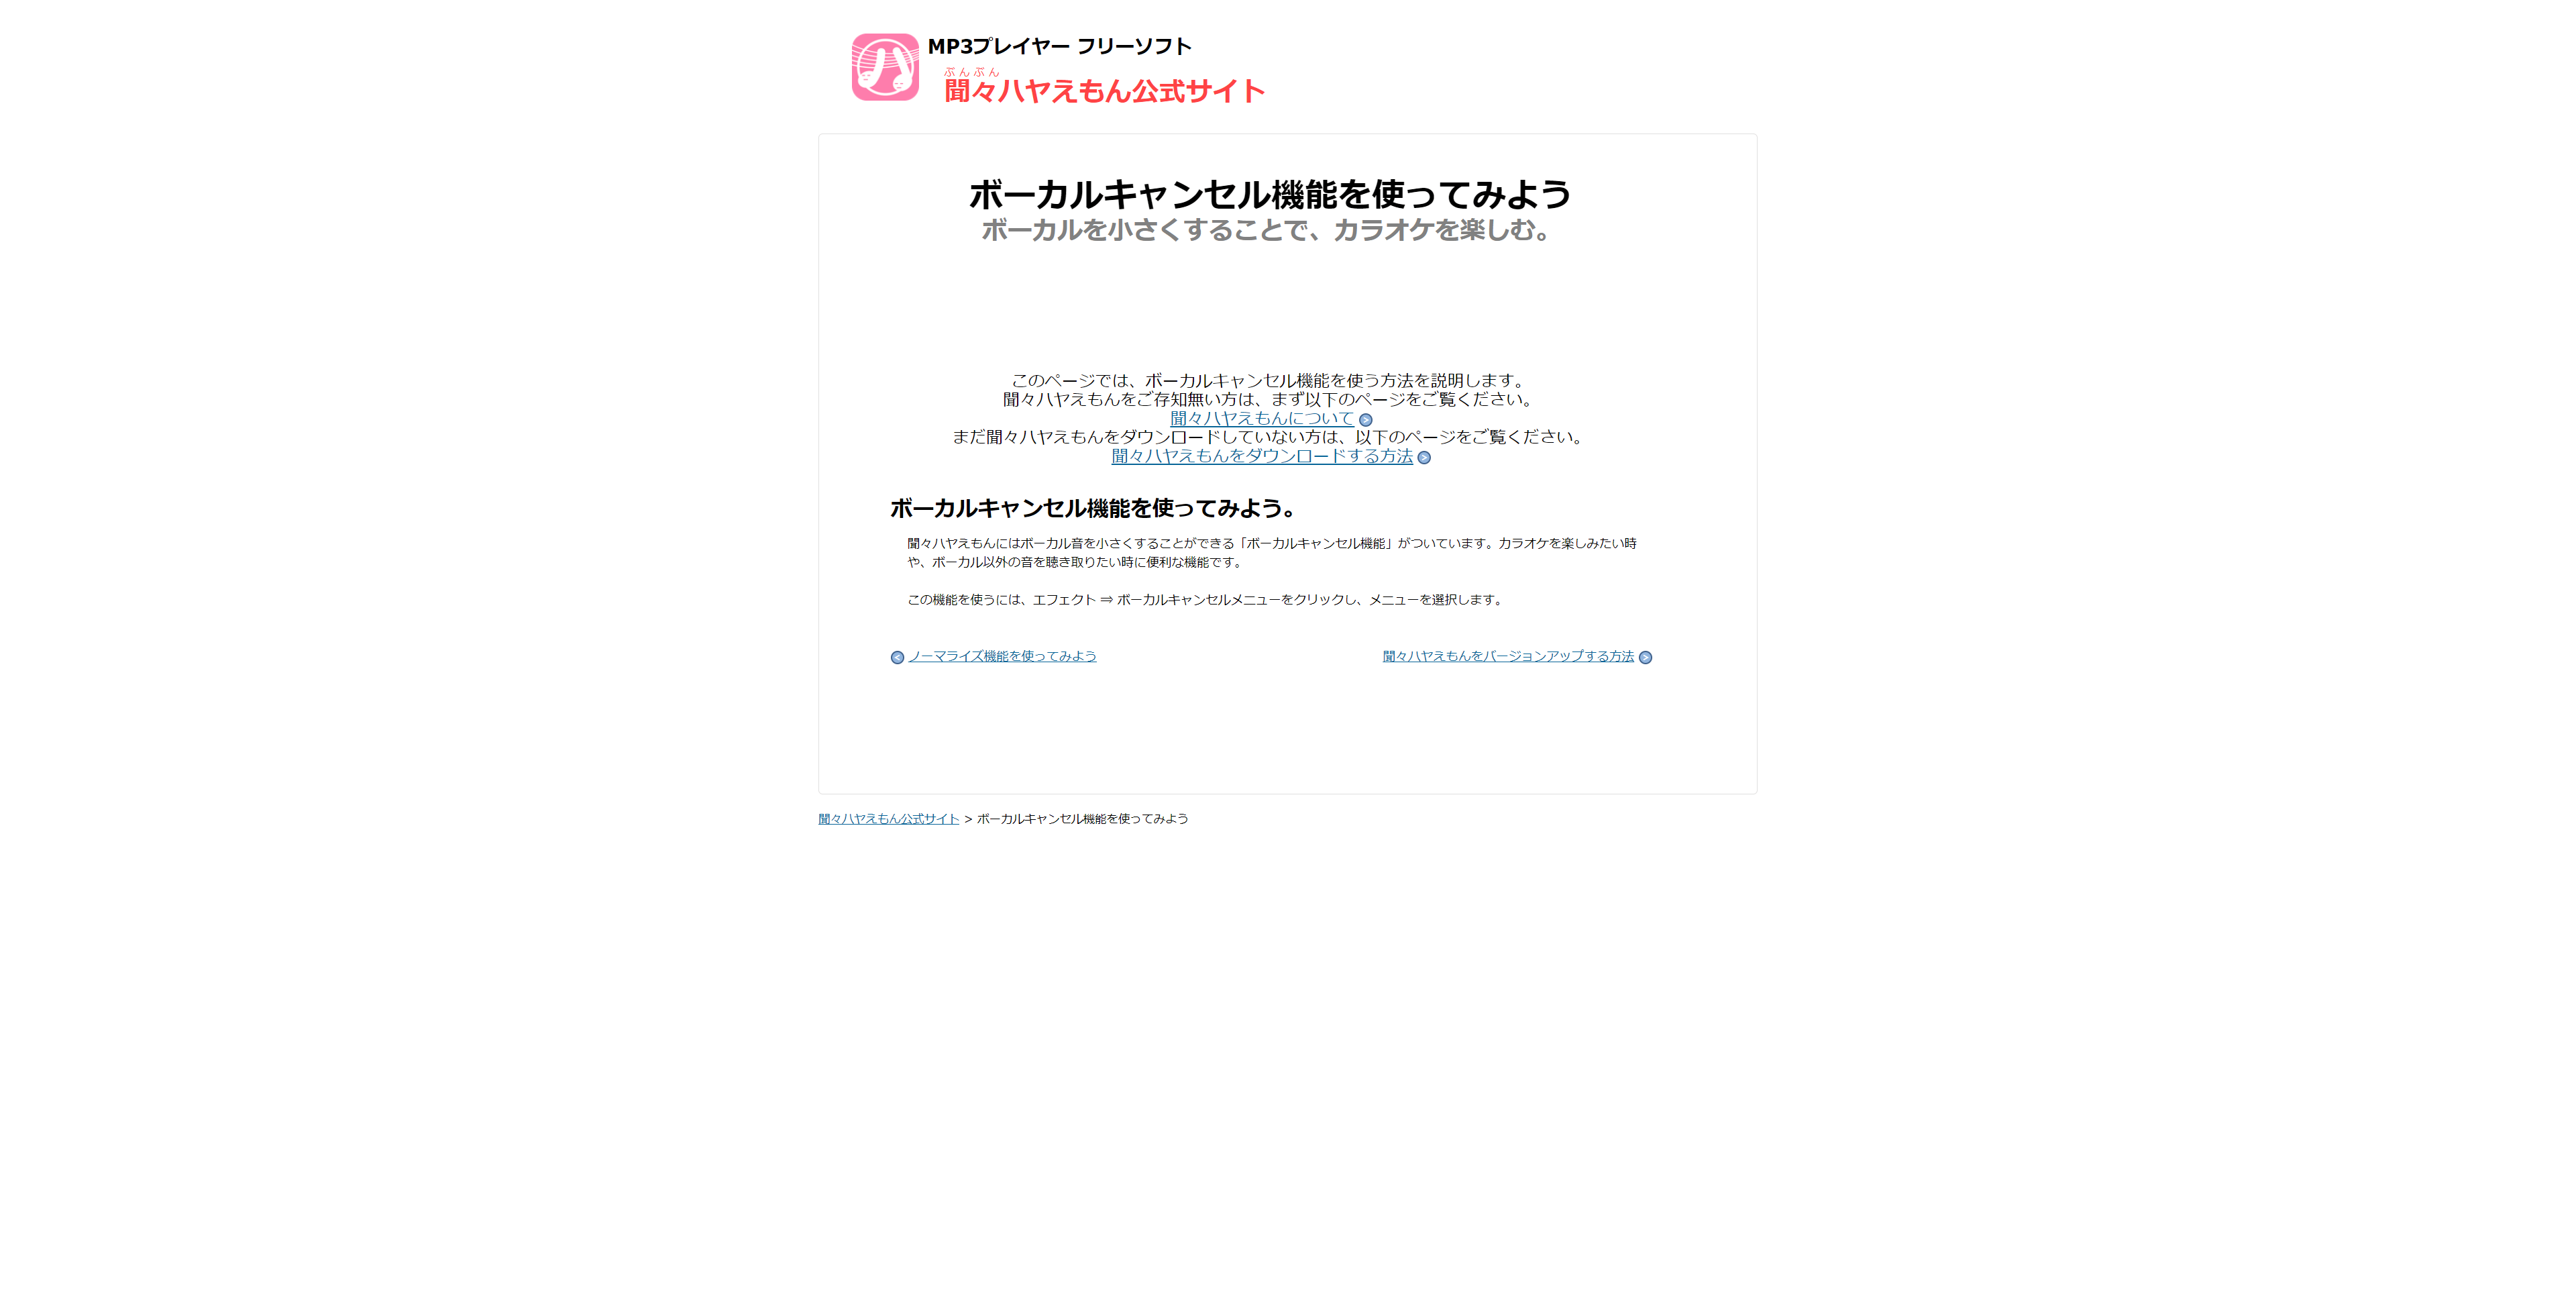 MP3プレイヤー フリーソフト
ぶんぶん
聞々ハヤえもん公式サイト
ボーカルキャンセル機能を使ってみよう
ボーカルを小さくすることで、カラオケを楽しむ。
このページでは、ボーカルキャンセル機能を使う方法を説明します。
聞々ハヤえもんをご存知無い方は、まず以下のページをご覧ください。
聞々ハヤえもんについて
まだ聞々ハヤえもんをダウンロードしていない方は、以下のページをご覧ください。
聞々ハヤえもんをダウンロードする方法
ボーカルキャンセル機能を使ってみよう。
聞々ハヤえもんにはボーカル音を小さくすることができる「ボーカルキャンセル機能」がついています。カラオケを楽しみたい時
や、ボーカル以外の音を聴き取りたい時に便利な機能です。
この機能を使うには、エフェクト ⇒ ボーカルキャンセルメニューをクリックし、メニューを選択します。
ノーマライズ機能を使ってみよう
聞々ハヤえもんをバージョンアップする方法
聞々ハヤえもん公式サイト > ボーカルキャンセル機能を使ってみよう